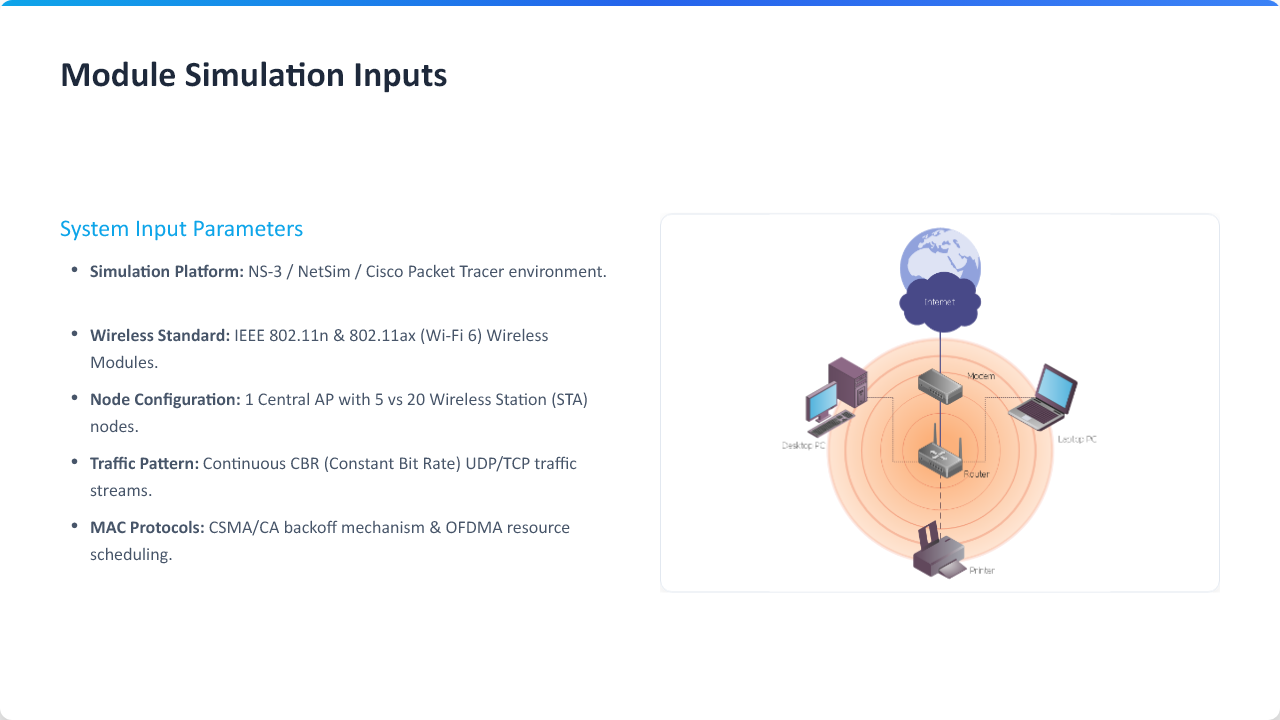 Module Simulation Inputs
System Input Parameters
• Simulation Platform: NS-3 / NetSim / Cisco Packet Tracer environment.
• Wireless Standard: IEEE 802.11n & 802.11ax (Wi-Fi 6) Wireless
Modules.
• Node Configuration: 1 Central AP with 5 vs 20 Wireless Station (STA)
nodes.
• Traffic Pattern: Continuous CBR (Constant Bit Rate) UDP/TCP traffic
streams.
• MAC Protocols: CSMA/CA backoff mechanism & OFDMA resource
scheduling.
Internet
Modem
Desktop PC
Laptop PC
Router
Printer